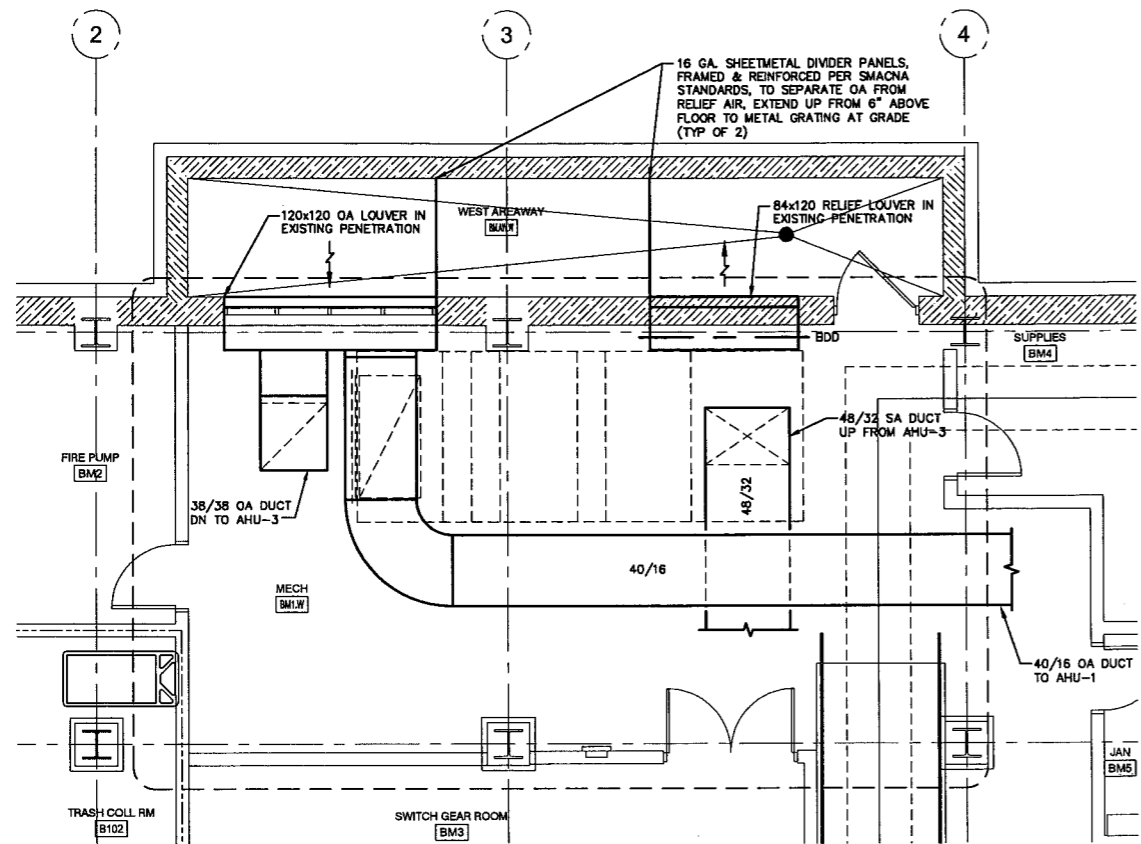 2
3
4
16 GA. SHEETMETAL DIVIDER PANELS,
FRAMED & REINFORCED PER SMACNA
STANDARDS, TO SEPARATE OA FROM
RELIEF AIR, EXTEND UP FROM 6" ABOVE
FLOOR TO METAL GRATING AT GRADE
(TYP OF 2)
120x120 OA LOUVER IN
EXISTING PENETRATION
WEST AREAWAY
84x120 RELIEF LOUVER IN
EXISTING PENETRATION
BDD
SUPPLIES
BM4
48/32 SA DUCT
UP FROM AHU-3
FIRE PUMP
BM2
38/38 OA DUCT
DN TO AHU-3
48/32
40/16
MECH
BM1.W
40/16 OA DUCT
TO AHU-1
JAN
BM5
TRASH COLL RM
B102
SWITCH GEAR ROOM
BM3